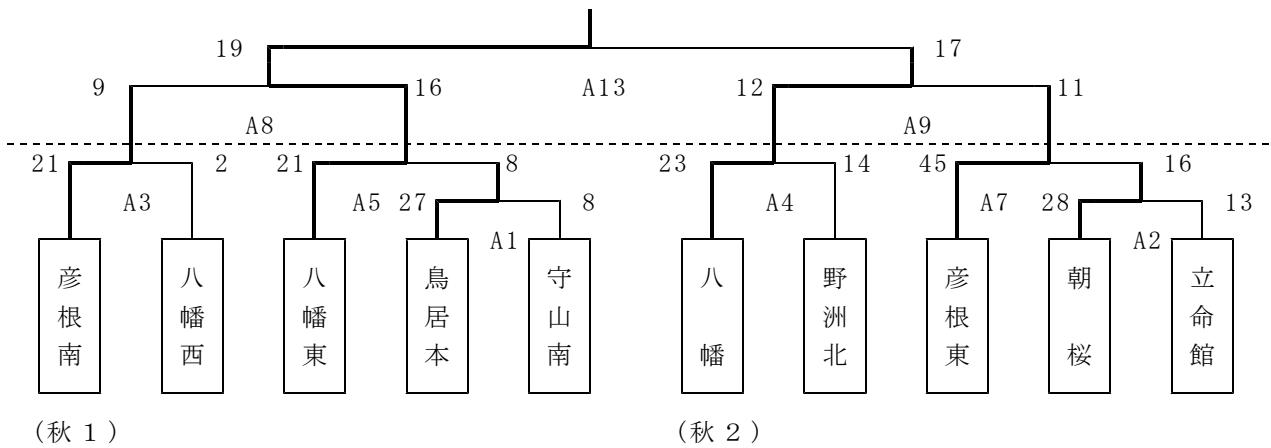 19 17
9 16 A13 12 11
A8 A9
21 2 21 8 23 14 45 16
A3 A5 27 8 A4 A7 28 13
A1 A2
彦根南 八幡西 八幡東 鳥居本 守山南 八幡 野洲北 彦根東 朝桜 立命館
(秋1) (秋2)